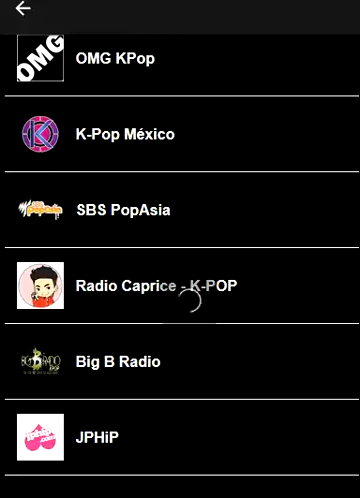 OMG
OMG KPop
K
K-Pop México
SBS PopAsia
Radio Caprice - K-POP
Big B Radio
JPHiP